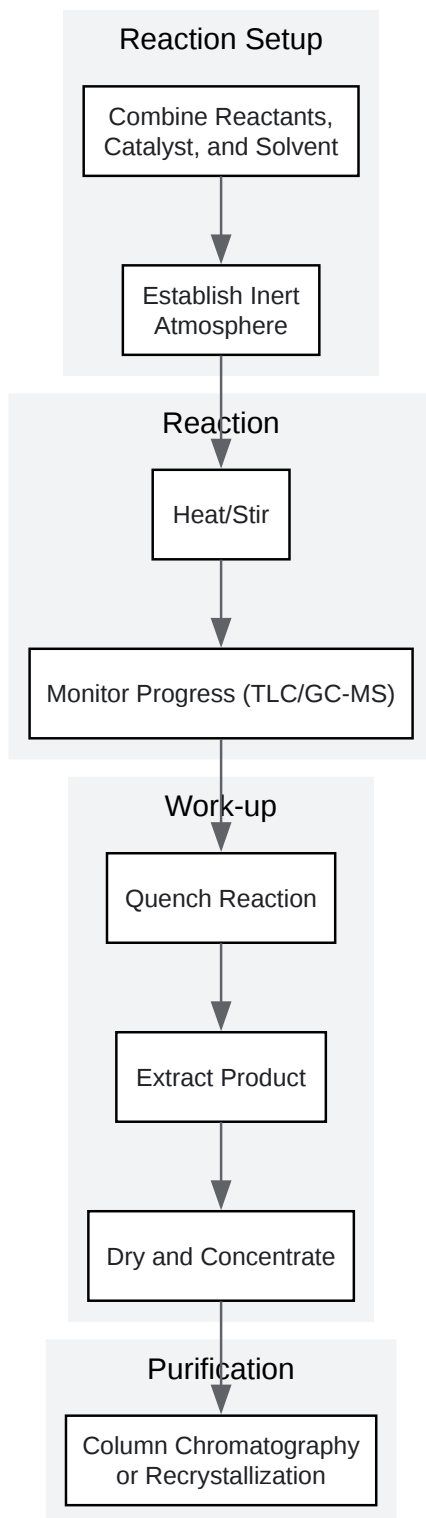 Reaction Setup
Combine Reactants,
Catalyst, and Solvent
Establish Inert
Atmosphere
Reaction
Heat/Stir
Monitor Progress (TLC/GC-MS)
Work-up
Quench Reaction
Extract Product
Dry and Concentrate
Purification
Column Chromatography
or Recrystallization